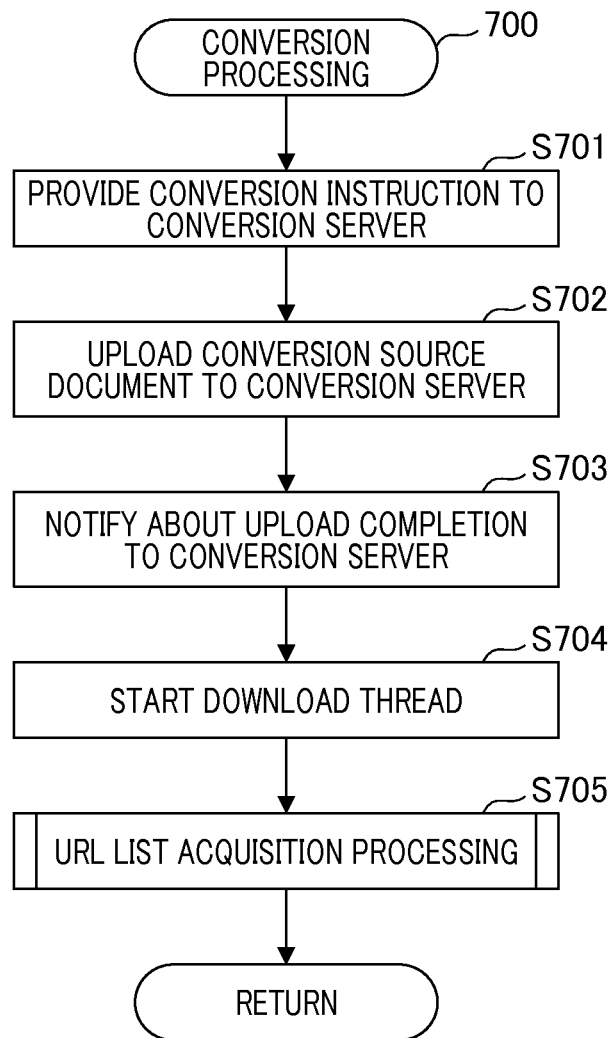 CONVERSION
PROCESSING
700
S701
PROVIDE CONVERSION INSTRUCTION TO
CONVERSION SERVER
S702
UPLOAD CONVERSION SOURCE
DOCUMENT TO CONVERSION SERVER
S703
NOTIFY ABOUT UPLOAD COMPLETION
TO CONVERSION SERVER
S704
START DOWNLOAD THREAD
S705
URL LIST ACQUISITION PROCESSING
RETURN